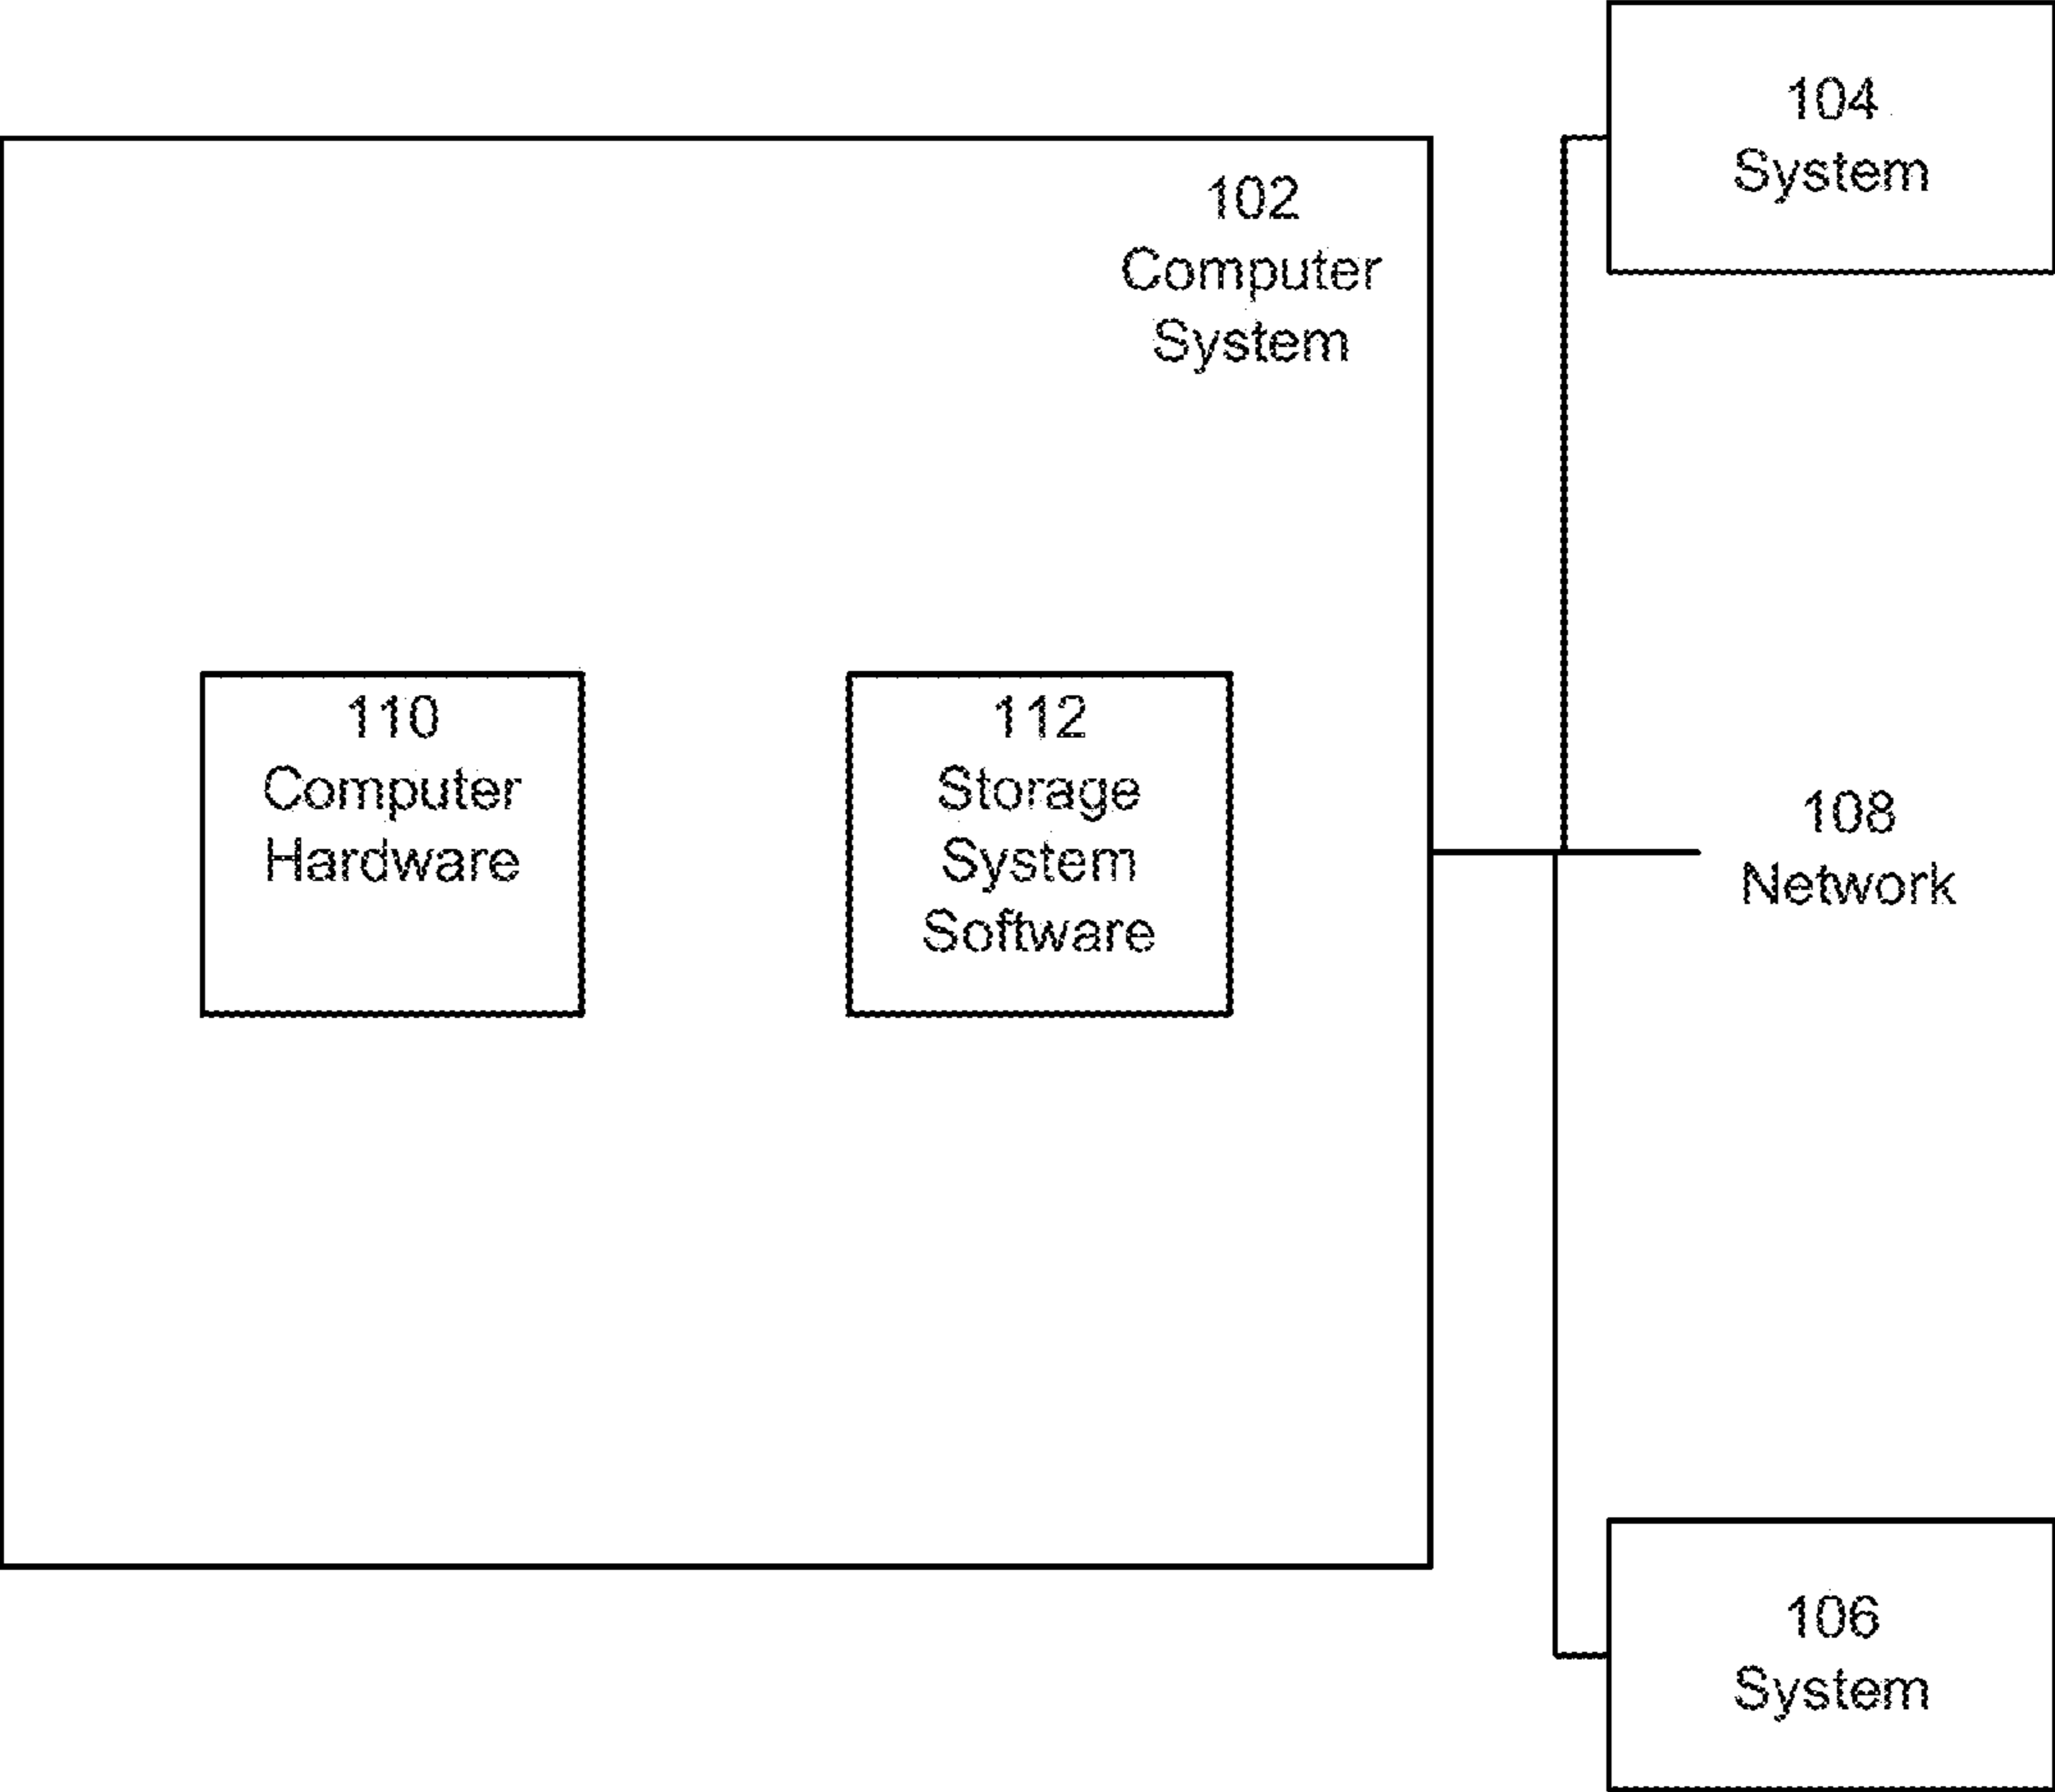 104
System
102
Computer
System
110
Computer
Hardware
112
Storage
System
Software
108
Network
106
System